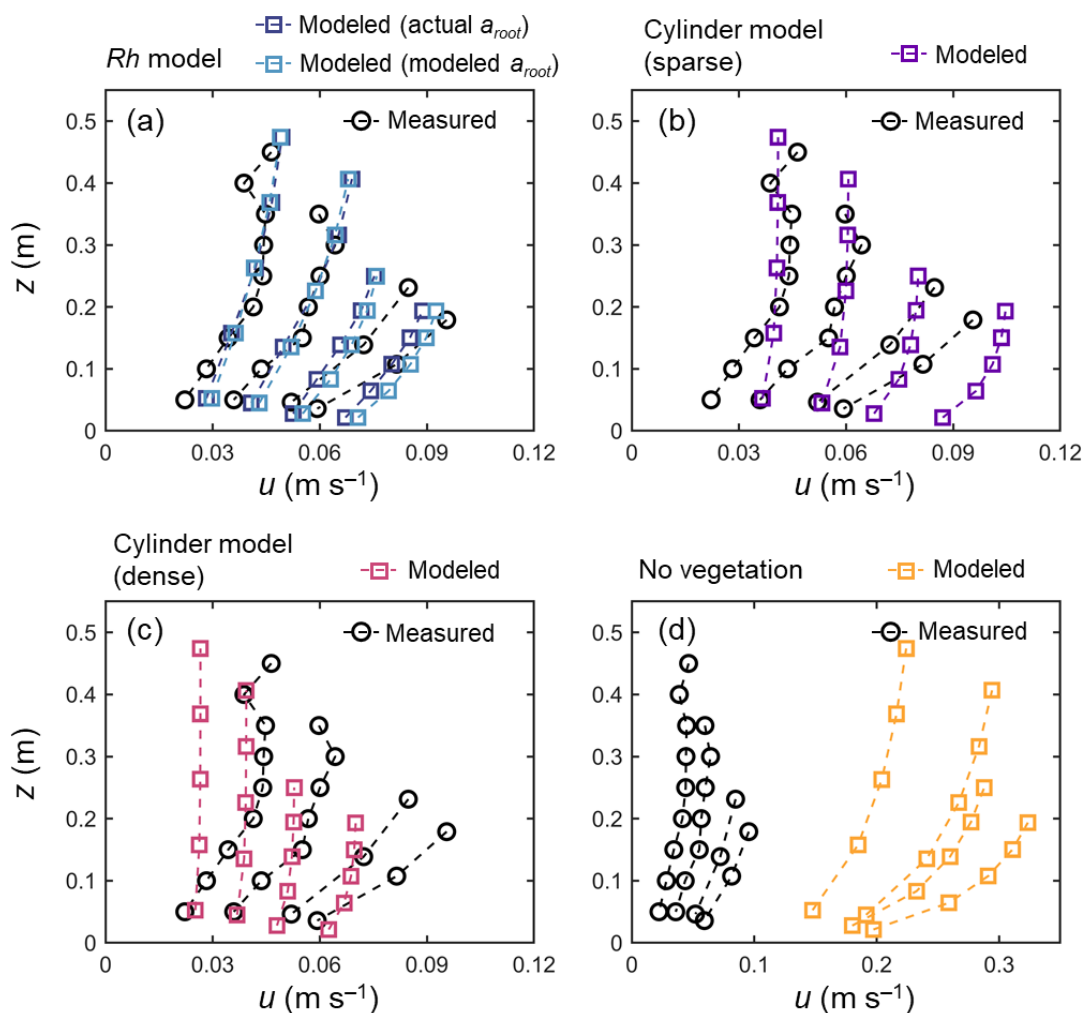 Rh model
Modeled (actual a_root)
Modeled (modeled a_root)
(a)
Measured
0.5
0.4
0.3
0.2
0.1
0
z (m)
0 0.03 0.06 0.09 0.12
u (m s⁻¹)
Cylinder model
(sparse)
Modeled
(b)
Measured
0.5
0.4
0.3
0.2
0.1
0
0 0.03 0.06 0.09 0.12
u (m s⁻¹)
Cylinder model
(dense)
Modeled
(c)
Measured
0.5
0.4
0.3
0.2
0.1
0
z (m)
0 0.03 0.06 0.09 0.12
u (m s⁻¹)
No vegetation
Modeled
(d)
Measured
0.5
0.4
0.3
0.2
0.1
0
0 0.1 0.2 0.3
u (m s⁻¹)